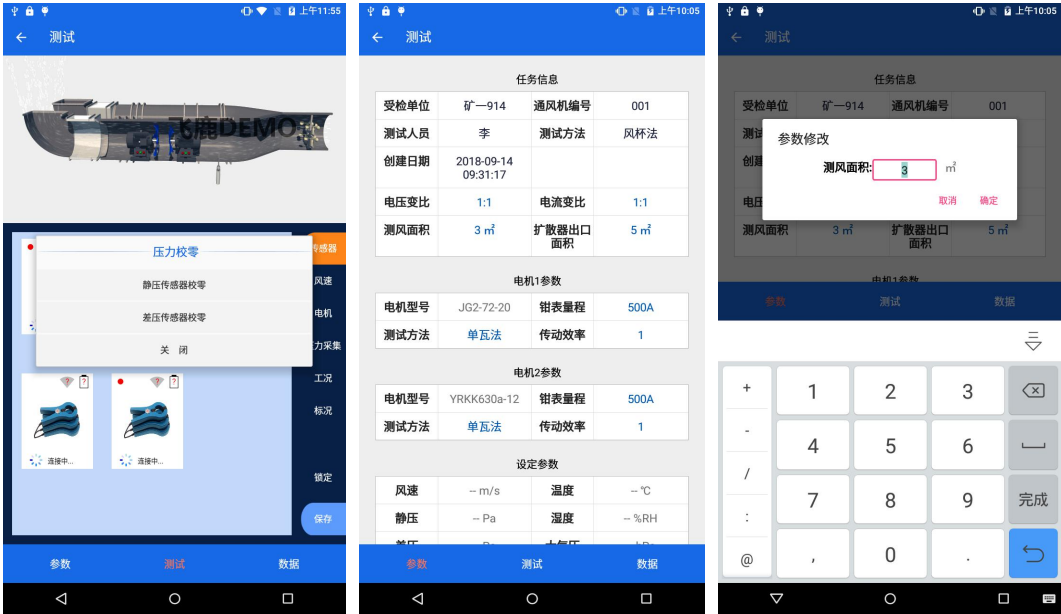 上午11:55
测试
飞鹿DEMO
压力校零
静压传感器校零
差压传感器校零
关 闭
传感器
风速
电机
压力采集
工况
标况
锁定
保存
连接中...
连接中...
参数
测试
数据
上午10:05
测试
任务信息
受检单位 矿一914 通风机编号 001
测试人员 李 测试方法 风杯法
创建日期 2018-09-14
09:31:17
电压变比 1:1 电流变比 1:1
测风面积 3 ㎡ 扩散器出口
面积 5 ㎡
电机1参数
电机型号 JG2-72-20 钳表量程 500A
测试方法 单瓦法 传动效率 1
电机2参数
电机型号 YRKK630a-12 钳表量程 500A
测试方法 单瓦法 传动效率 1
设定参数
风速 -- m/s 温度 -- ℃
静压 -- Pa 湿度 -- %RH
参数
测试
数据
上午10:05
测试
任务信息
受检单位 矿一914 通风机编号 001
测试
参数修改
测风面积: 3 ㎡
取消 确定
创建
电压
测风面积 3 ㎡ 扩散器出口
面积 5 ㎡
电机1参数
参数
测试
数据
+ 1 2 3
- 4 5 6
/ 7 8 9 完成
:
@ , 0 .